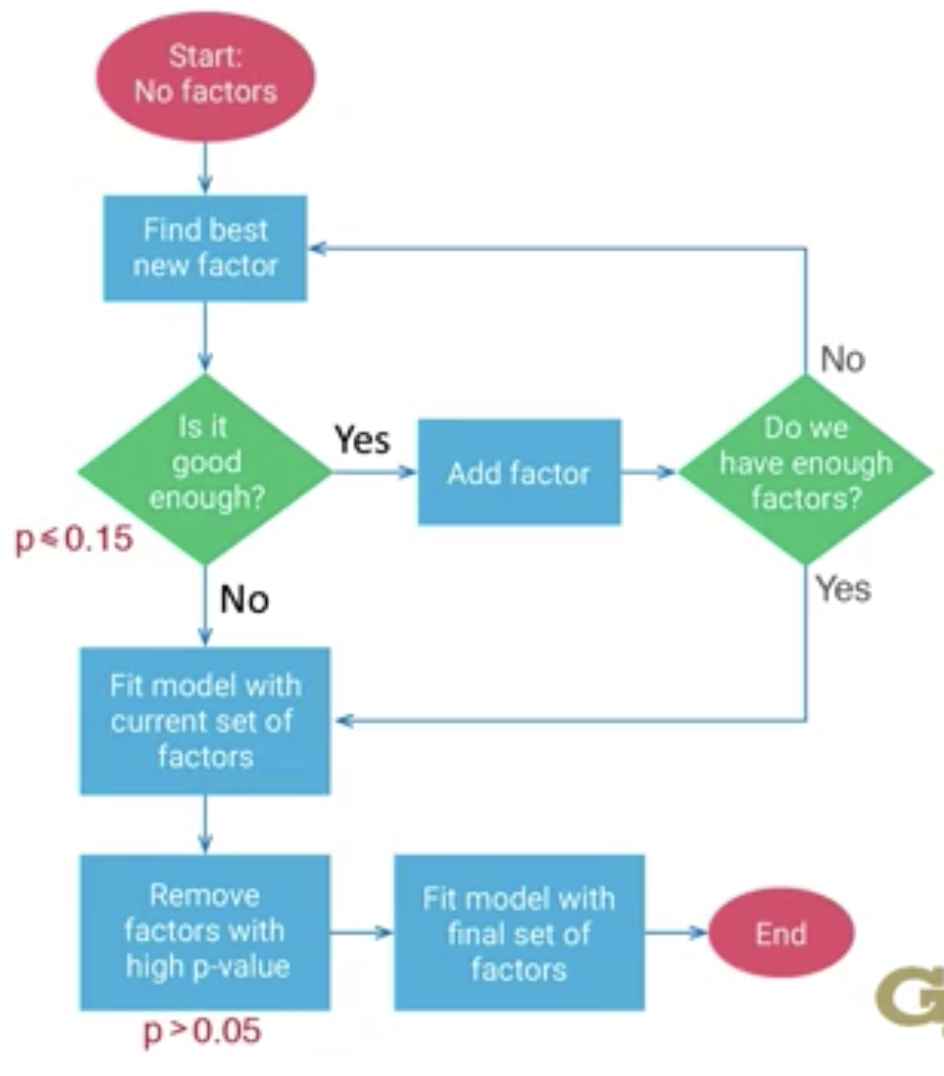 Start:
No factors
Find best
new factor
No
Is it
good
enough?
Yes
Add factor
Do we
have enough
factors?
p≤0.15
No
Yes
Fit model with
current set of
factors
Remove
factors with
high p-value
Fit model with
final set of
factors
End
p>0.05